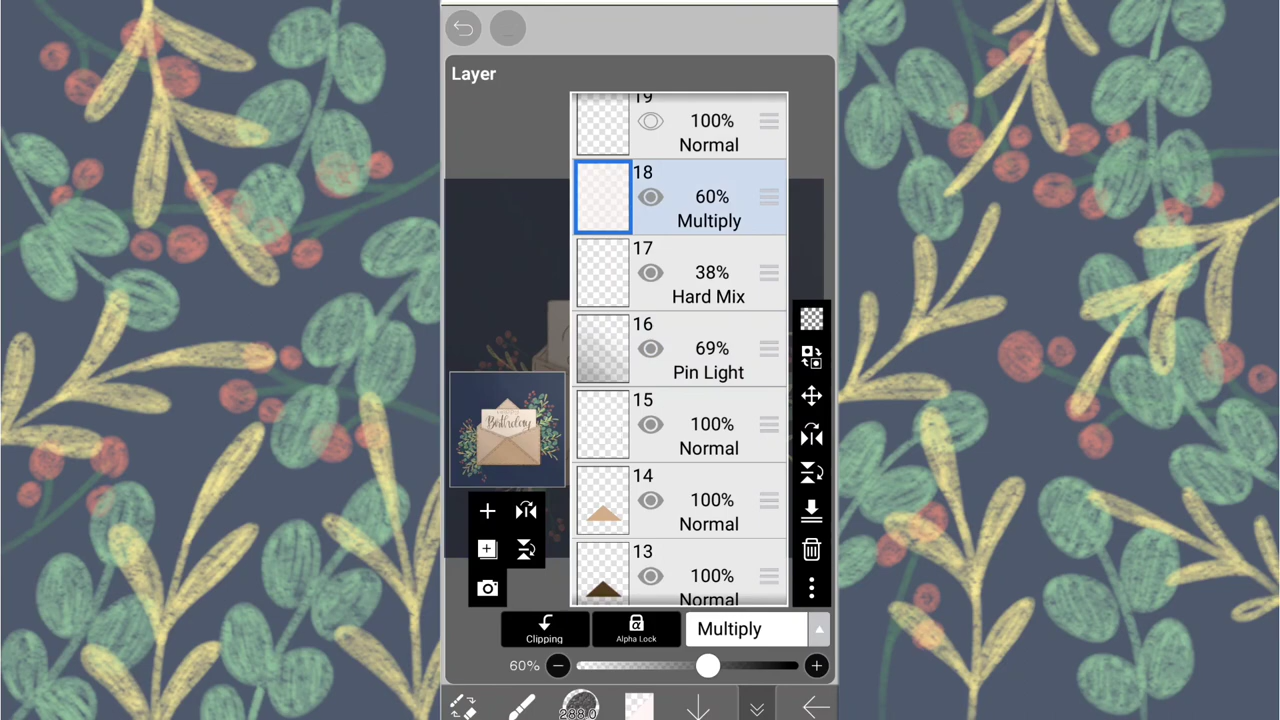 Layer
19
100%
Normal
18
60%
Multiply
17
38%
Hard Mix
16
69%
Pin Light
15
100%
Normal
14
100%
Normal
13
100%
Normal
Birthday
Clipping
α
Alpha Lock
Multiply
60%
288.0